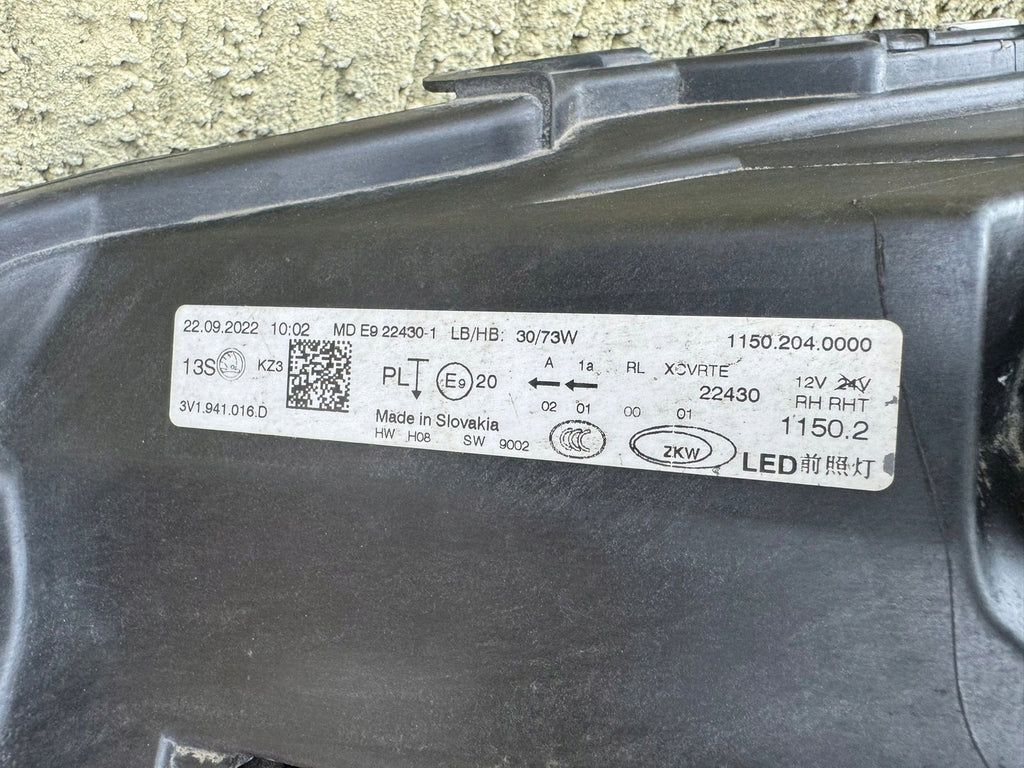 22.09.2022 10:02 MD E9 22430-1 LB/HB: 30/73W 1150.204.0000
13S KZ3 PL E9 20 A 1a RL XCVRTE 22430 12V 24V
02 01 00 01 RH RHT
3V1.941.016.D Made in Slovakia 1150.2
HW H08 SW 9002 CCC ZKW LED前照灯